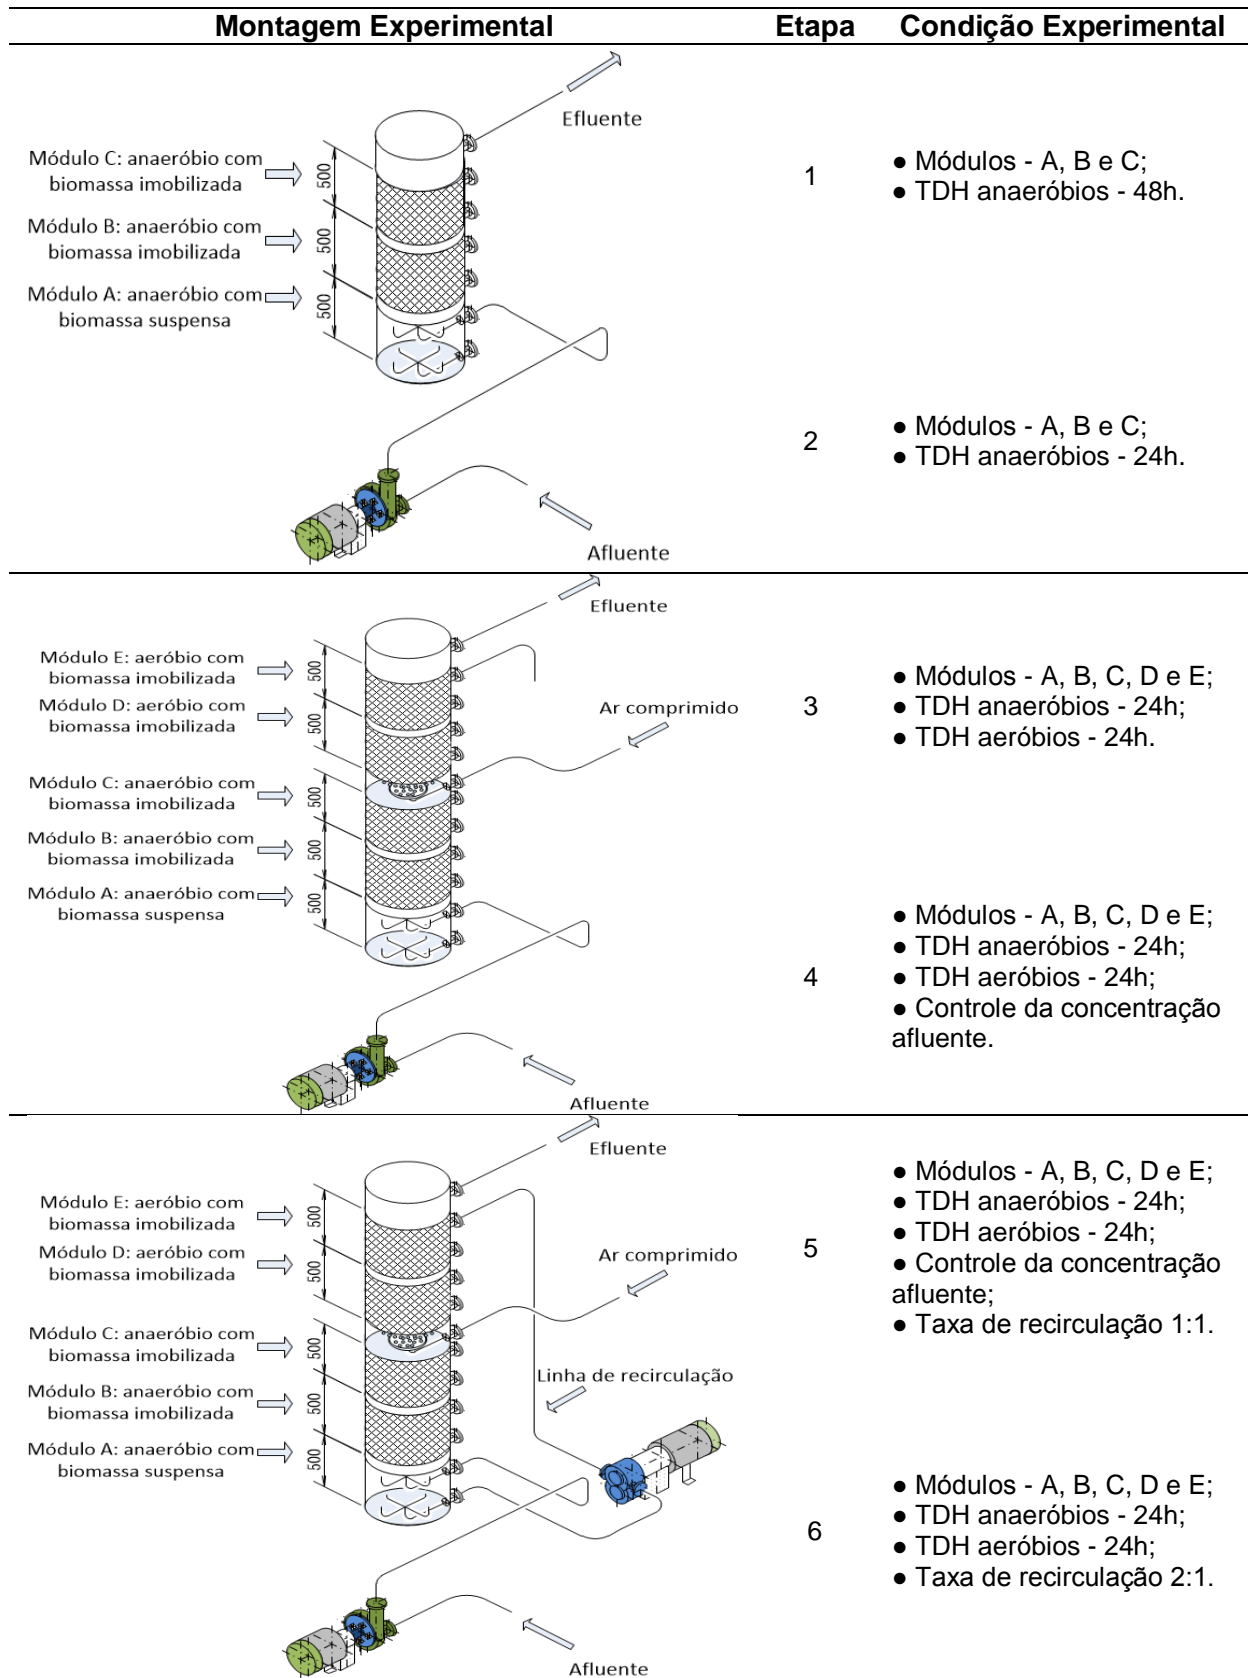 Montagem Experimental
Etapa
Condição Experimental
Efluente
Módulo C: anaeróbio com
biomassa imobilizada
500
Módulo B: anaeróbio com
biomassa imobilizada
500
Módulo A: anaeróbio com
biomassa suspensa
500
Afluente
1
● Módulos - A, B e C;
● TDH anaeróbios - 48h.
2
● Módulos - A, B e C;
● TDH anaeróbios - 24h.
Efluente
Módulo E: aeróbio com
biomassa imobilizada
500
Módulo D: aeróbio com
biomassa imobilizada
500
Ar comprimido
Módulo C: anaeróbio com
biomassa imobilizada
500
Módulo B: anaeróbio com
biomassa imobilizada
500
Módulo A: anaeróbio com
biomassa suspensa
500
Afluente
3
● Módulos - A, B, C, D e E;
● TDH anaeróbios - 24h;
● TDH aeróbios - 24h.
4
● Módulos - A, B, C, D e E;
● TDH anaeróbios - 24h;
● TDH aeróbios - 24h;
● Controle da concentração
afluente.
Efluente
Módulo E: aeróbio com
biomassa imobilizada
500
Módulo D: aeróbio com
biomassa imobilizada
500
Ar comprimido
Módulo C: anaeróbio com
biomassa imobilizada
500
Linha de recirculação
Módulo B: anaeróbio com
biomassa imobilizada
500
Módulo A: anaeróbio com
biomassa suspensa
500
Afluente
5
● Módulos - A, B, C, D e E;
● TDH anaeróbios - 24h;
● TDH aeróbios - 24h;
● Controle da concentração
afluente;
● Taxa de recirculação 1:1.
6
● Módulos - A, B, C, D e E;
● TDH anaeróbios - 24h;
● TDH aeróbios - 24h;
● Taxa de recirculação 2:1.